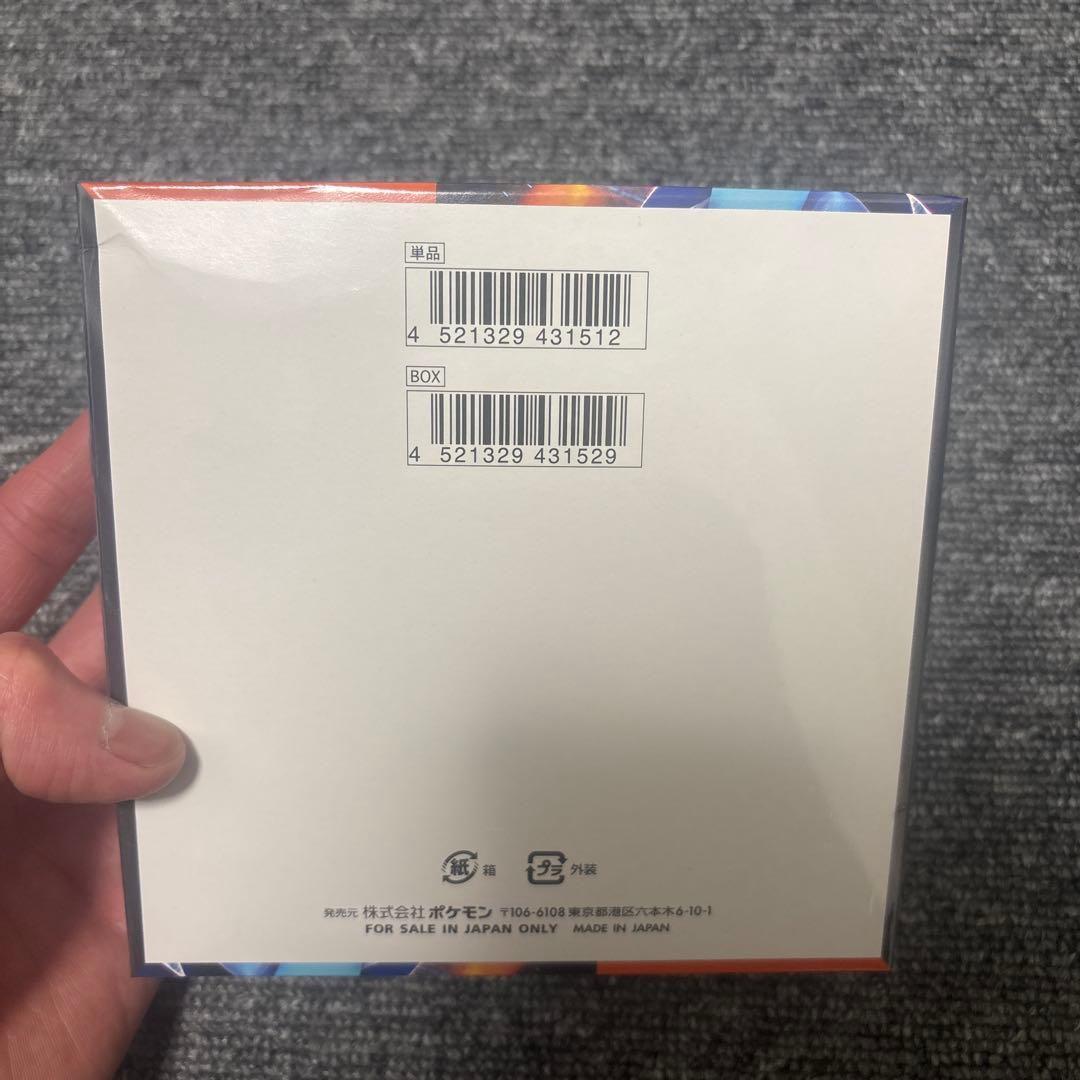 単品
4 521329 431512
BOX
4 521329 431529
紙 箱 プラ 外装
発売元 株式会社 ポケモン 〒106-6108 東京都港区六本木6-10-1
FOR SALE IN JAPAN ONLY MADE IN JAPAN